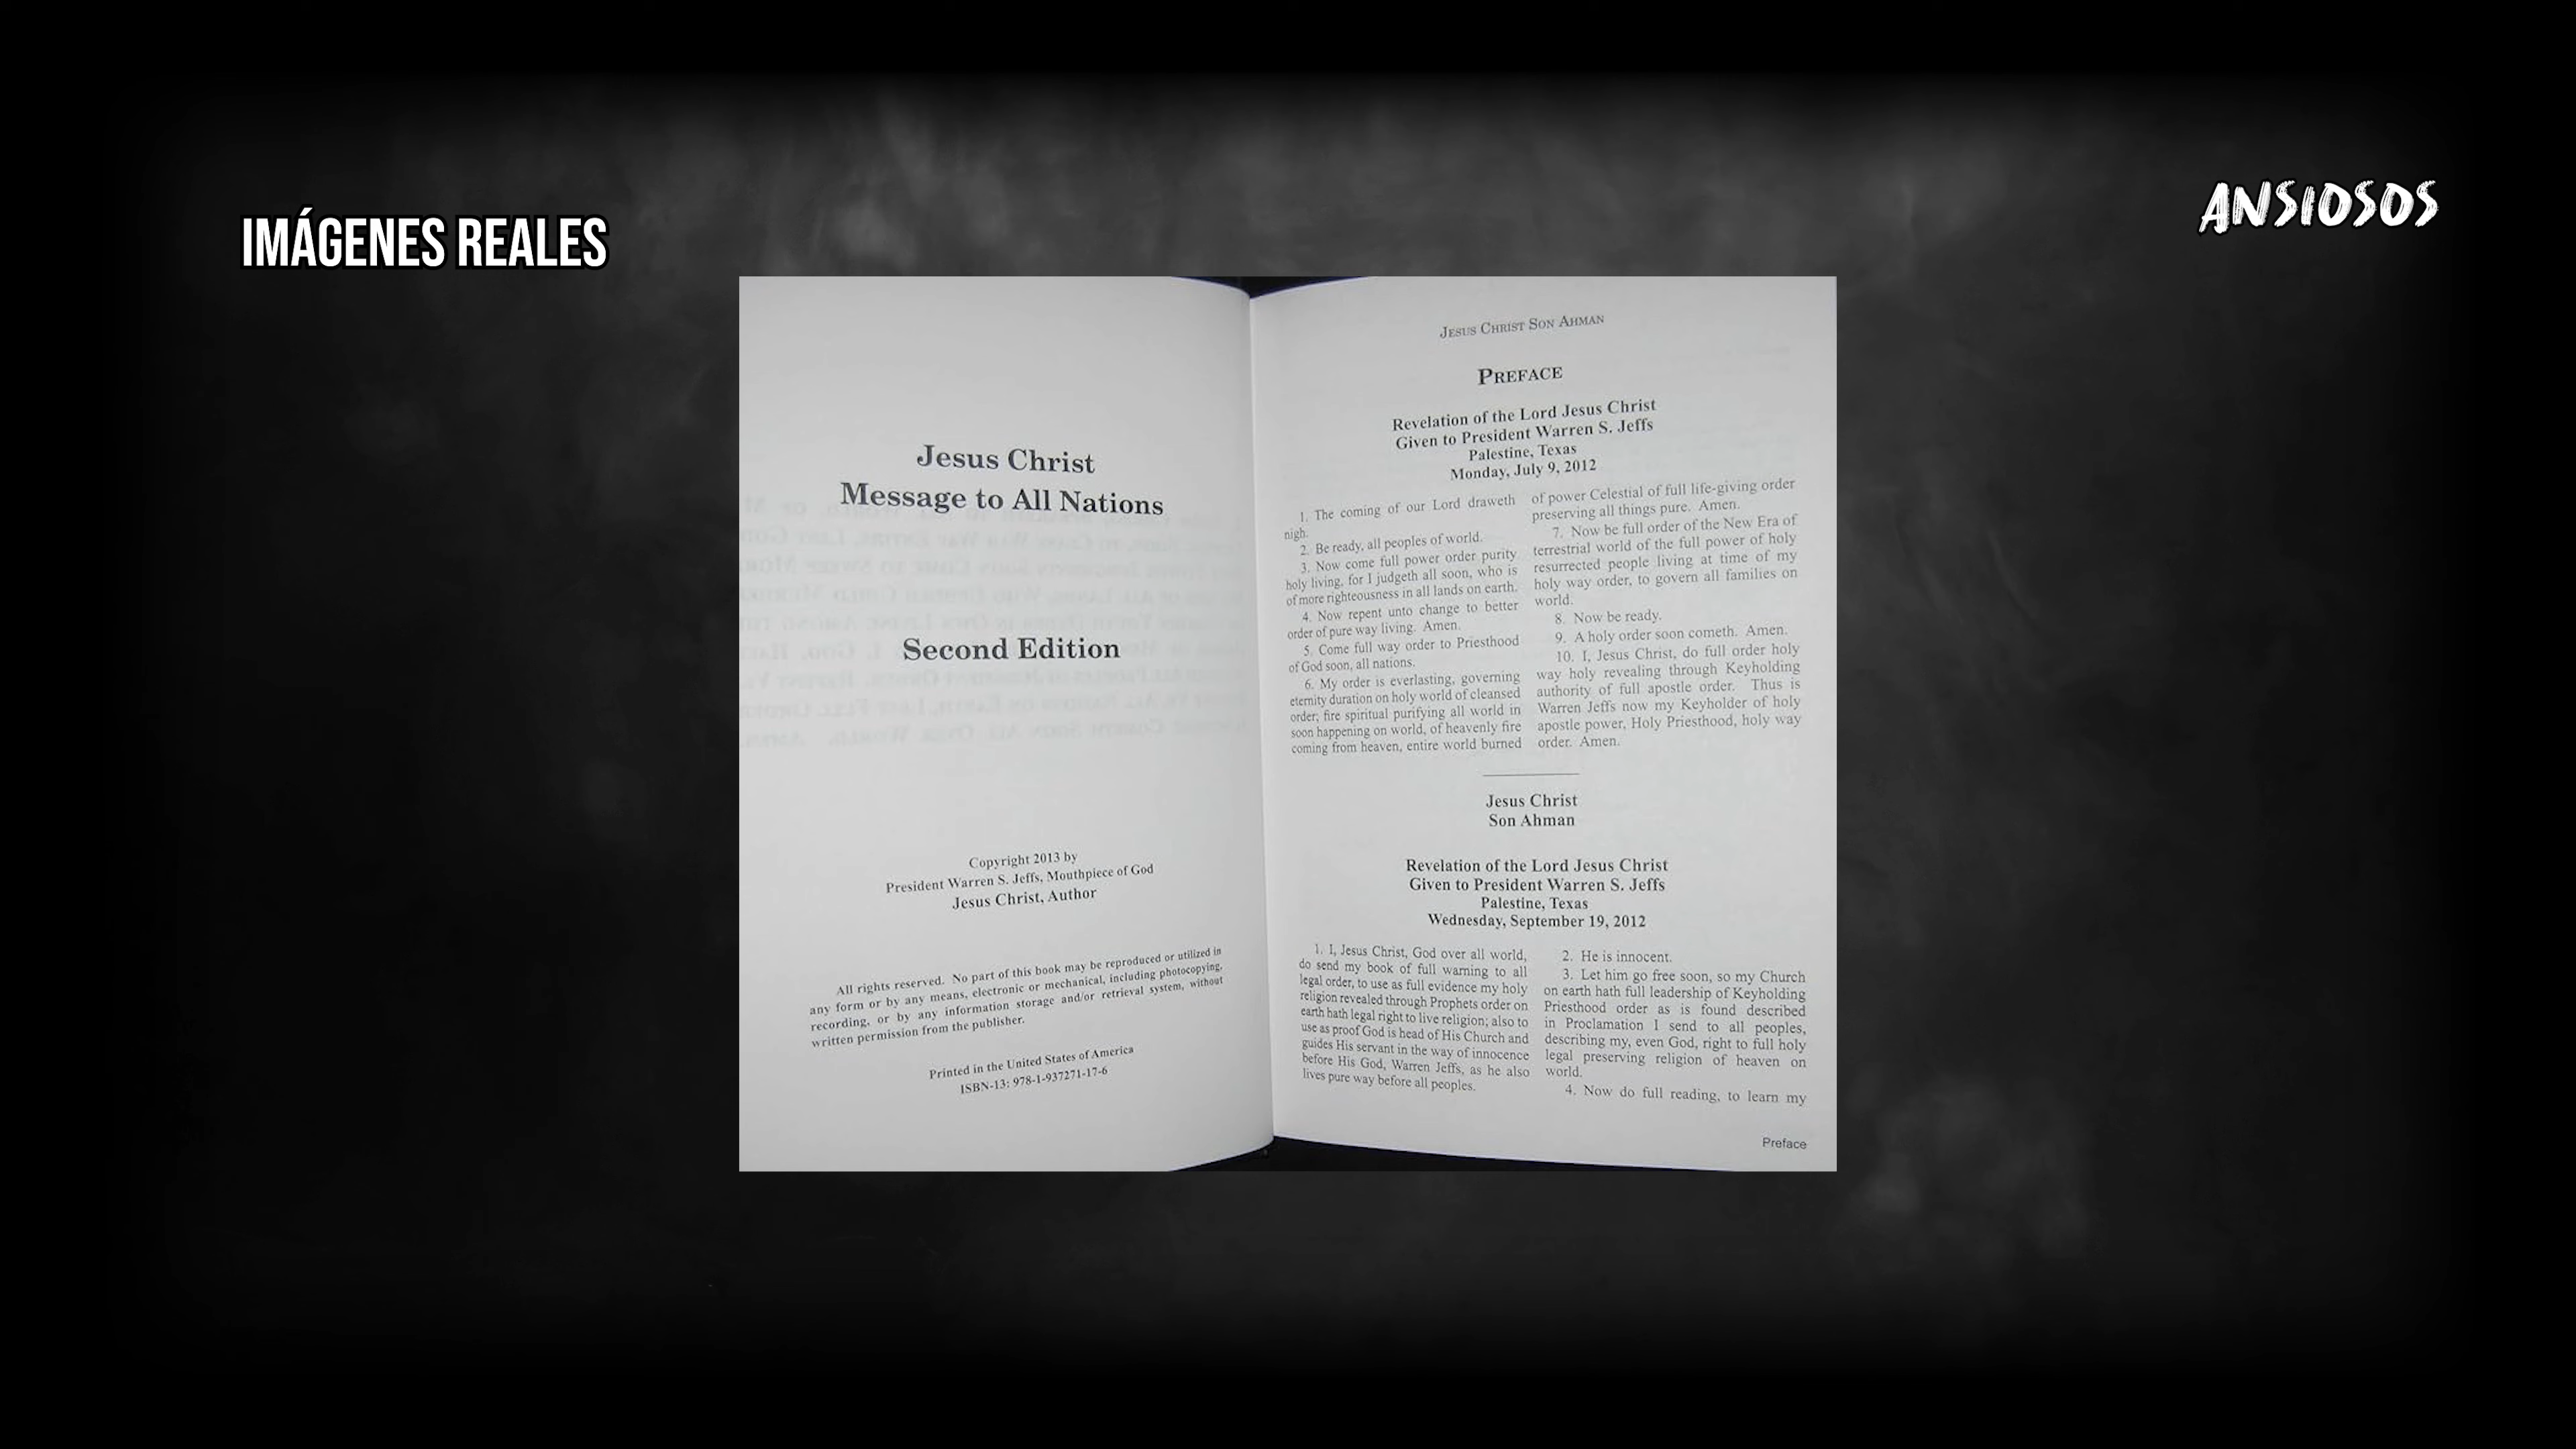 IMÁGENES REALES
ANSIOSOS
Jesus Christ
Message to All Nations
Second Edition
Copyright 2013 by
President Warren S. Jeffs, Mouthpiece of God
Jesus Christ, Author
All rights reserved. No part of this book may be reproduced or utilized in
any form or by any means, electronic or mechanical, including photocopying,
recording, or by any information storage and/or retrieval system, without
written permission from the publisher.
Printed in the United States of America
ISBN-13: 978-1-937271-17-6
JESUS CHRIST SON AHMAN
PREFACE
Revelation of the Lord Jesus Christ
Given to President Warren S. Jeffs
Palestine, Texas
Monday, July 9, 2012
1. The coming of our Lord draweth
nigh.
2. Be ready, all peoples of world.
3. Now come full power order purity
holy living, for I judgeth all soon, who is
of more righteousness in all lands on earth.
4. Now repent unto change to better
order of pure way living. Amen.
5. Come full way order to Priesthood
of God soon, all nations.
6. My order is everlasting, governing
eternity duration on holy world of cleansed
order; fire spiritual purifying all world in
soon happening on world, of heavenly fire
coming from heaven, entire world burned
of power Celestial of full life-giving order
preserving all things pure. Amen.
7. Now be full order of the New Era of
terrestrial world of the full power of holy
resurrected people living at time of my
holy way order, to govern all families on
world.
8. Now be ready.
9. A holy order soon cometh. Amen.
10. I, Jesus Christ, do full order holy
way holy revealing through Keyholding
authority of full apostle order. Thus is
Warren Jeffs now my Keyholder of holy
apostle power, Holy Priesthood, holy way
order. Amen.
Jesus Christ
Son Ahman
Revelation of the Lord Jesus Christ
Given to President Warren S. Jeffs
Palestine, Texas
Wednesday, September 19, 2012
1. I, Jesus Christ, God over all world,
do send my book of full warning to all
legal order, to use as full evidence my holy
religion revealed through Prophets order on
earth hath legal right to live religion; also to
use as proof God is head of His Church and
guides His servant in the way of innocence
before His God, Warren Jeffs, as he also
lives pure way before all peoples.
2. He is innocent.
3. Let him go free soon, so my Church
on earth hath full leadership of Keyholding
Priesthood order as is found described
in Proclamation I send to all peoples,
describing my, even God, right to full holy
legal preserving religion of heaven on
world.
4. Now do full reading, to learn my
Preface